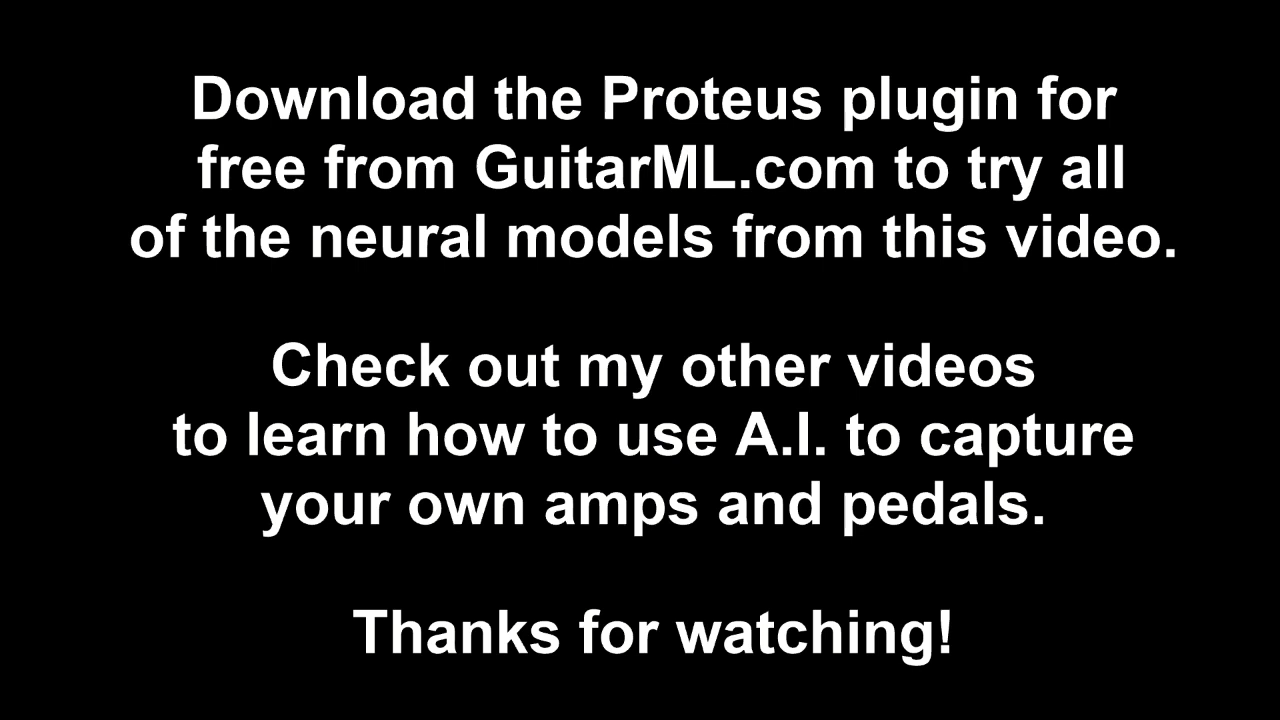 Download the Proteus plugin for
free from GuitarML.com to try all
of the neural models from this video.
Check out my other videos
to learn how to use A.I. to capture
your own amps and pedals.
Thanks for watching!